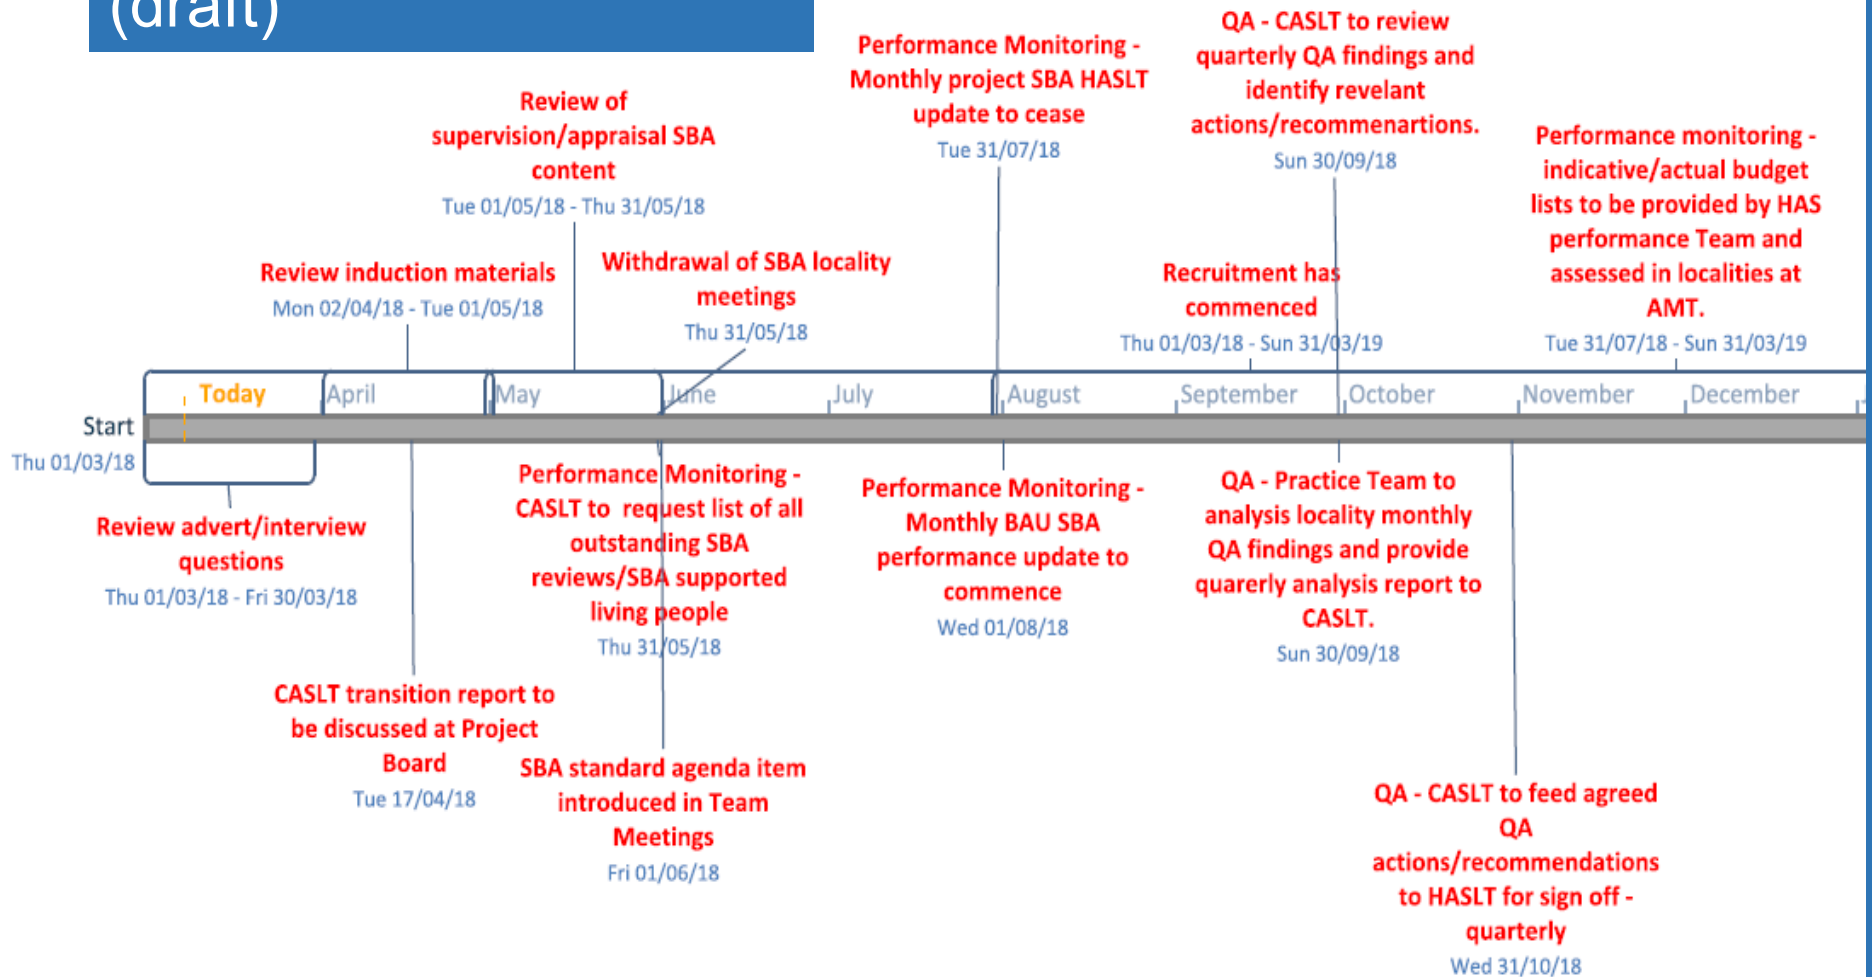 (draft)
QA - CASLT to review
quarterly QA findings and
identify revelant
actions/recommenartions.
Sun 30/09/18
Performance Monitoring -
Monthly project SBA HASLT
update to cease
Tue 31/07/18
Review of
supervision/appraisal SBA
content
Tue 01/05/18 - Thu 31/05/18
Performance monitoring -
indicative/actual budget
lists to be provided by HAS
performance Team and
assessed in localities at
AMT.
Tue 31/07/18 - Sun 31/03/19
Review induction materials
Mon 02/04/18 - Tue 01/05/18
Withdrawal of SBA locality
meetings
Thu 31/05/18
Recruitment has
commenced
Thu 01/03/18 - Sun 31/03/19
Today
April
May
June
July
August
September
October
November
December
Start
Thu 01/03/18
Review advert/interview
questions
Thu 01/03/18 - Fri 30/03/18
Performance Monitoring -
CASLT to request list of all
outstanding SBA
reviews/SBA supported
living people
Thu 31/05/18
Performance Monitoring -
Monthly BAU SBA
performance update to
commence
Wed 01/08/18
QA - Practice Team to
analysis locality monthly
QA findings and provide
quarerly analysis report to
CASLT.
Sun 30/09/18
CASLT transition report to
be discussed at Project
Board
Tue 17/04/18
SBA standard agenda item
introduced in Team
Meetings
Fri 01/06/18
QA - CASLT to feed agreed
QA
actions/recommendations
to HASLT for sign off -
quarterly
Wed 31/10/18